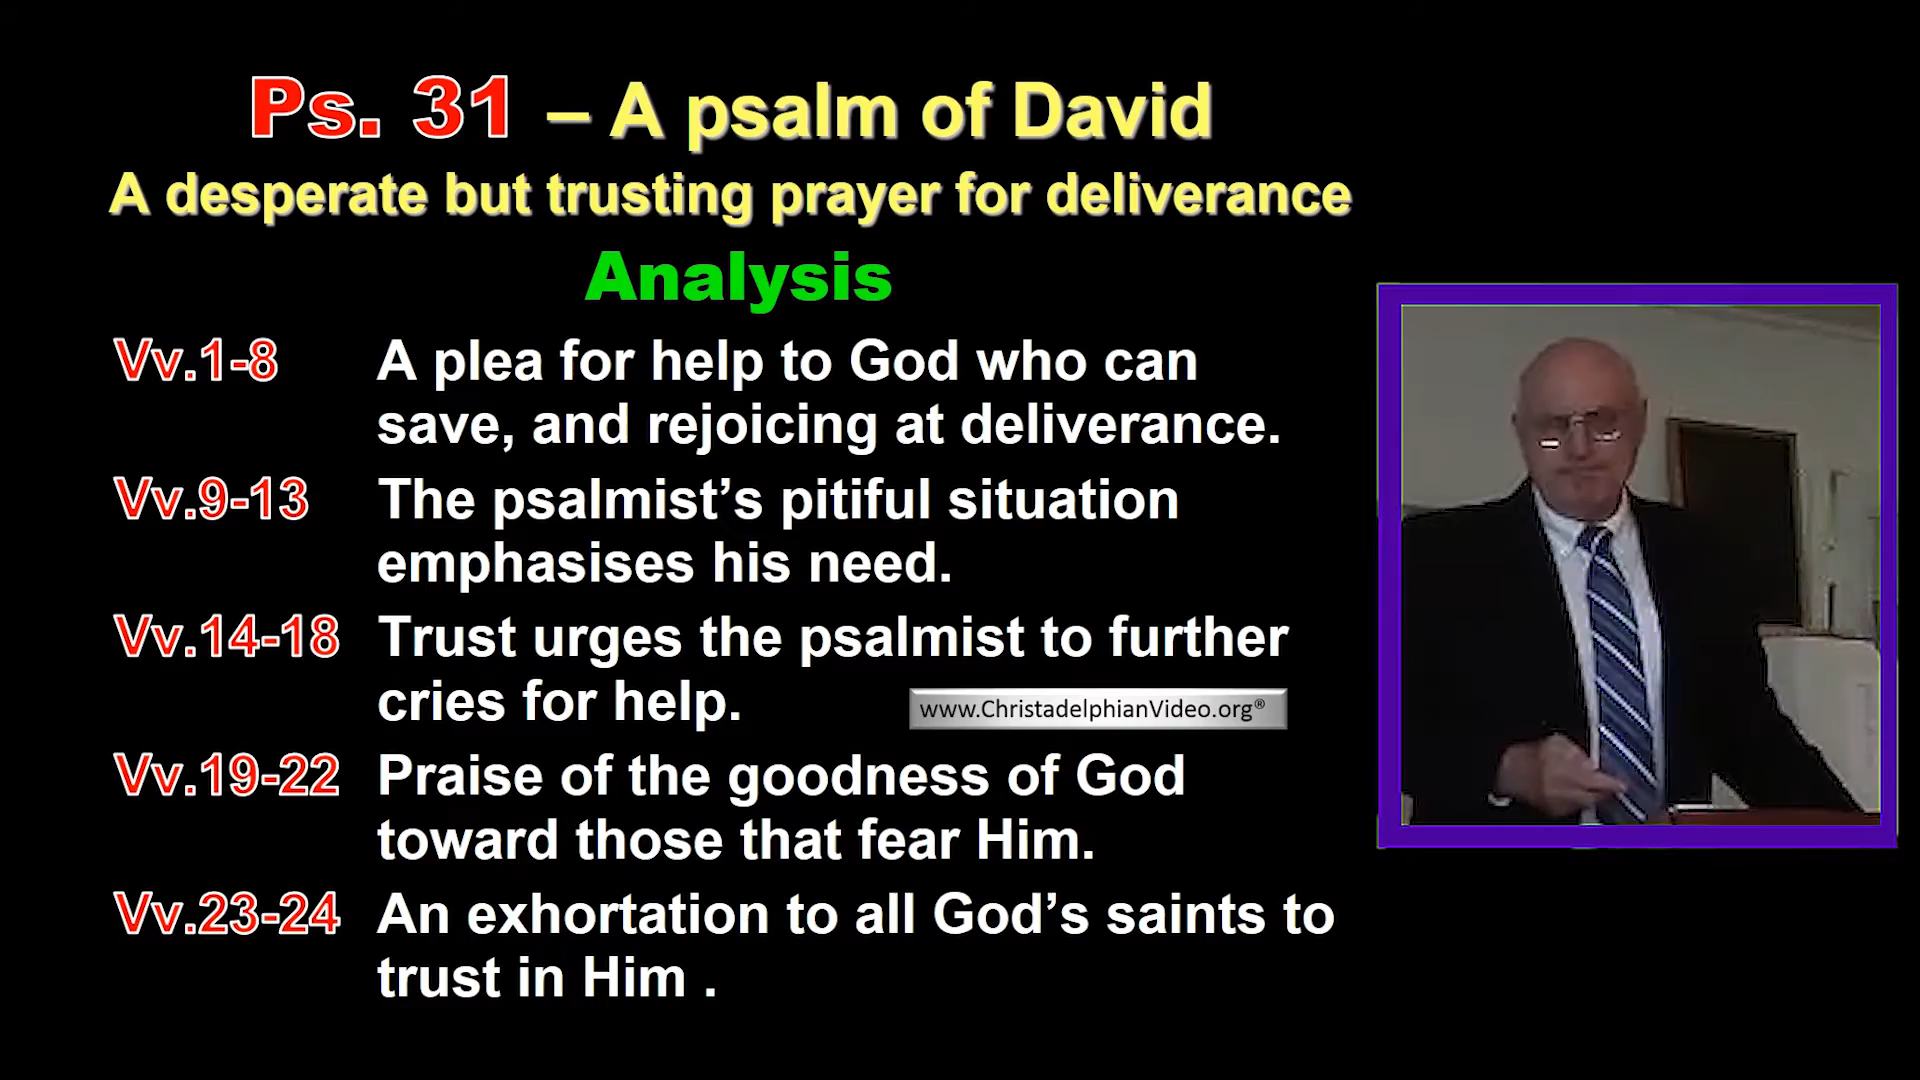 Ps. 31 – A psalm of David
A desperate but trusting prayer for deliverance
Analysis
Vv.1-8 A plea for help to God who can
save, and rejoicing at deliverance.
Vv.9-13 The psalmist’s pitiful situation
emphasises his need.
Vv.14-18 Trust urges the psalmist to further
cries for help.
www.ChristadelphianVideo.org®
Vv.19-22 Praise of the goodness of God
toward those that fear Him.
Vv.23-24 An exhortation to all God’s saints to
trust in Him .